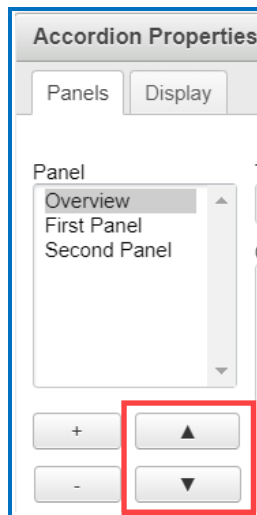 Accordion Properties
Panels Display
Panel
Overview
First Panel
Second Panel
+ ▲
- ▼